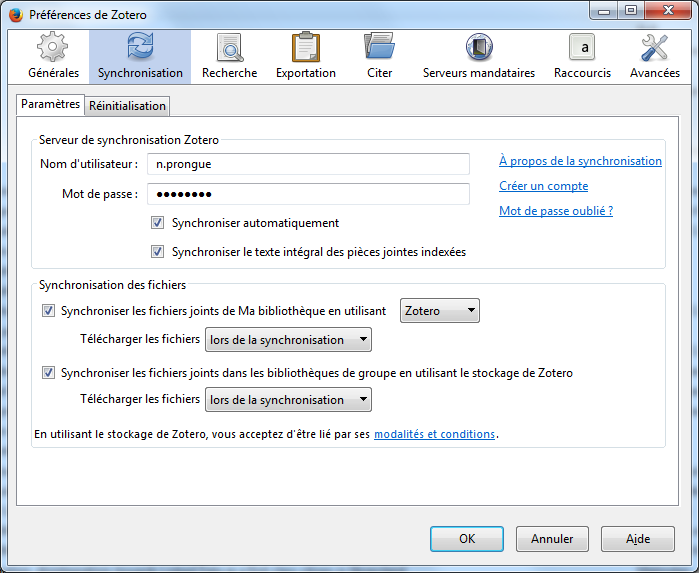 Préférences de Zotero
Générales
Synchronisation
Recherche
Exportation
Citer
Serveurs mandataires
a
Raccourcis
Avancées
Paramètres
Réinitialisation
Serveur de synchronisation Zotero
Nom d'utilisateur :
n.prongue
À propos de la synchronisation
Créer un compte
Mot de passe :
●●●●●●●●
Mot de passe oublié ?
Synchroniser automatiquement
Synchroniser le texte intégral des pièces jointes indexées
Synchronisation des fichiers
Synchroniser les fichiers joints de Ma bibliothèque en utilisant Zotero
Télécharger les fichiers lors de la synchronisation
Synchroniser les fichiers joints dans les bibliothèques de groupe en utilisant le stockage de Zotero
Télécharger les fichiers lors de la synchronisation
En utilisant le stockage de Zotero, vous acceptez d'être lié par ses modalités et conditions.
OK
Annuler
Aide